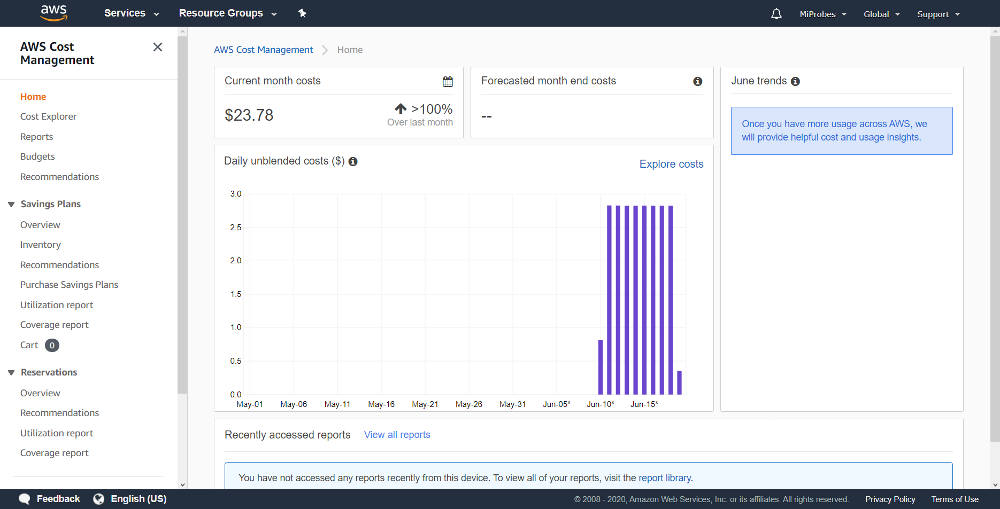 aws Services Resource Groups MiProbes Global Support
AWS Cost
Management
Home
Cost Explorer
Reports
Budgets
Recommendations
Savings Plans
Overview
Inventory
Recommendations
Purchase Savings Plans
Utilization report
Coverage report
Cart 0
Reservations
Overview
Recommendations
Utilization report
Coverage report
AWS Cost Management Home
Current month costs
$23.78
>100%
Over last month
Forecasted month end costs
--
June trends
Once you have more usage across AWS, we
will provide helpful cost and usage insights.
Daily unblended costs ($)
Explore costs
3.0
2.5
2.0
1.5
1.0
0.5
0.0
May-01 May-06 May-11 May-16 May-21 May-26 May-31 Jun-05* Jun-10* Jun-15*
Recently accessed reports View all reports
You have not accessed any reports recently from this device. To view all of your reports, visit the report library.
Feedback English (US) © 2008 - 2020, Amazon Web Services, Inc. or its affiliates. All rights reserved. Privacy Policy Terms of Use